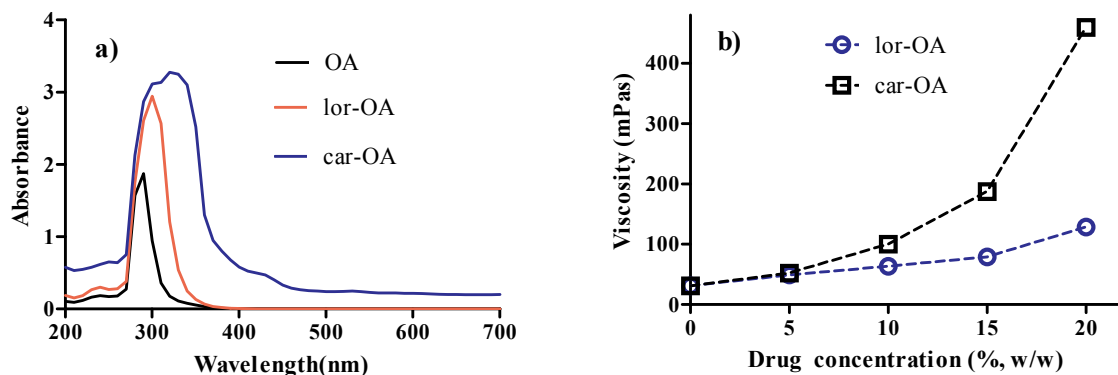 a)
OA
lor-OA
car-OA
Absorbance
4
3
2
1
0
200 300 400 500 600 700
Wavelength(nm)
b)
lor-OA
car-OA
Viscosity (mPas)
400
300
200
100
0
0 5 10 15 20
Drug concentration (%, w/w)